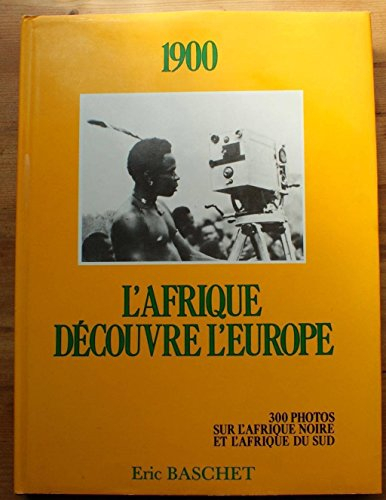 1900
L'AFRIQUE
DÉCOUVRE L'EUROPE
300 PHOTOS
SUR L'AFRIQUE NOIRE
ET L'AFRIQUE DU SUD
Eric BASCHET